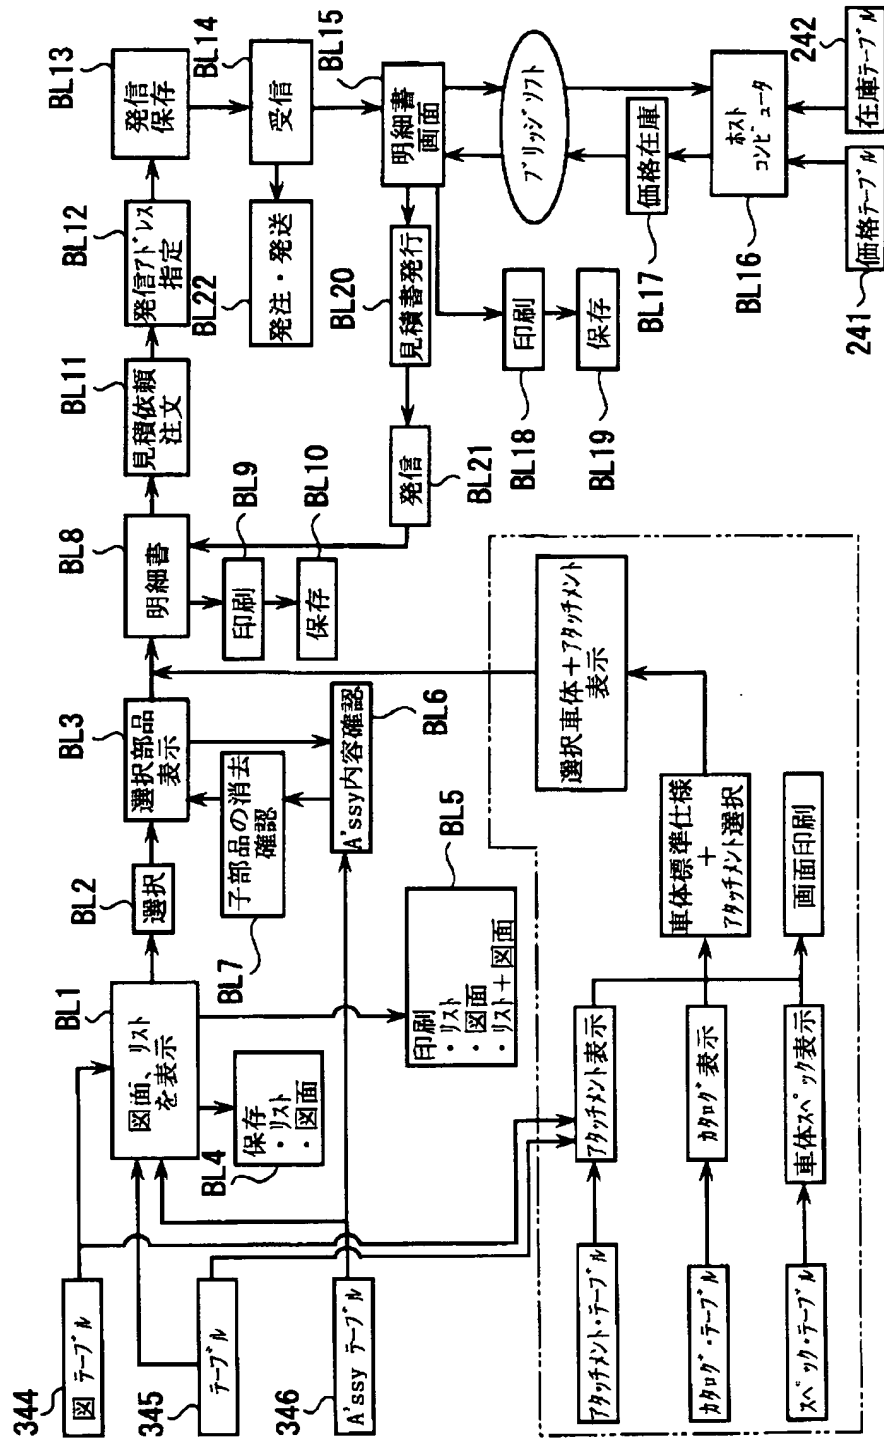 344
図 テーブル
345
テーブル
346
A'ssy テーブル
BL1
図面、リスト
を表示
BL2
選択
BL3
選択部品
表示
BL4
保存
・リスト
・図面
BL5
印刷
・リスト
・図面
・リスト＋図面
BL6
A'ssy内容確認
BL7
子部品の消去
確認
BL8
明細書
BL9
印刷
BL10
保存
BL11
見積依頼
注文
BL12
発信アドレス
指定
BL13
発信
保存
BL14
受信
BL22
発注・発送
BL15
明細書
画面
BL20
見積書発行
BL21
発信
BL18
印刷
BL19
保存
ブリッジソフト
BL17
価格在庫
BL16
ホスト
コンピュータ
241
価格テーブル
242
在庫テーブル
アタッチメント・テーブル
カタログ・テーブル
スペック・テーブル
アタッチメント表示
カタログ表示
車体スペック表示
車体標準仕様
＋
アタッチメント選択
画面印刷
選択車体＋アタッチメント
表示